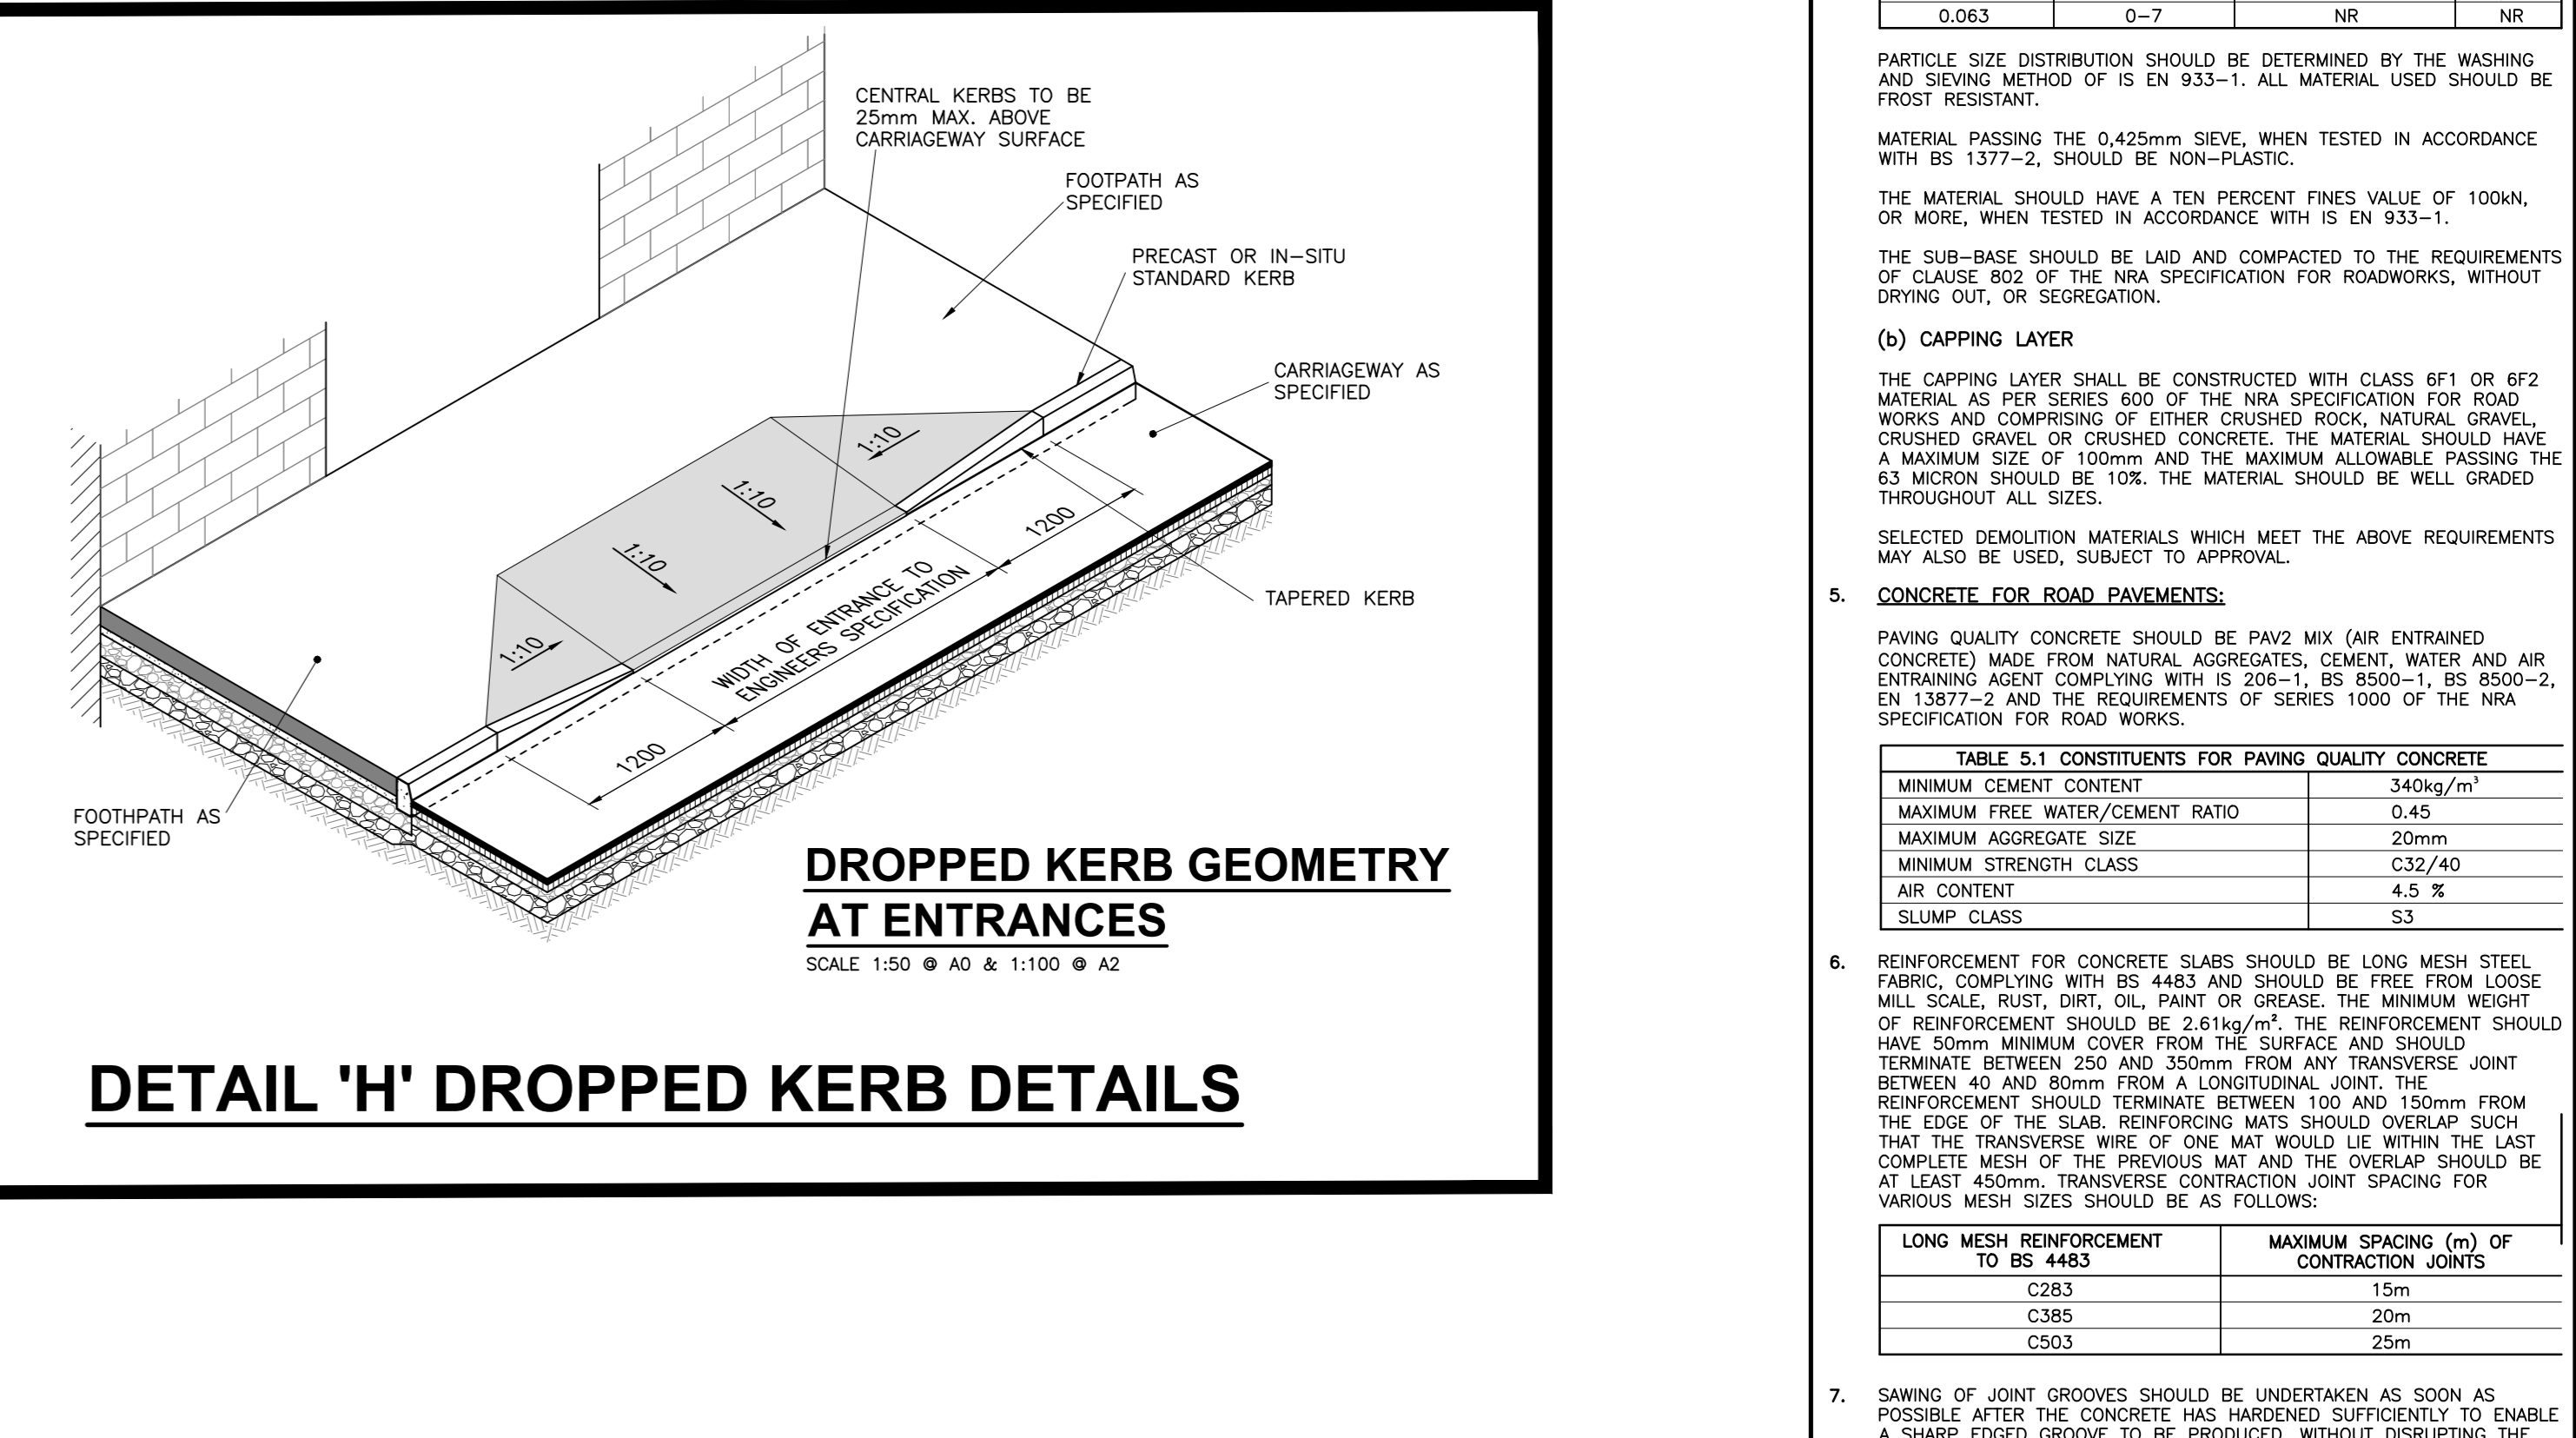 CENTRAL KERBS TO BE
25mm MAX. ABOVE
CARRIAGEWAY SURFACE
FOOTPATH AS
SPECIFIED
PRECAST OR IN-SITU
STANDARD KERB
CARRIAGEWAY AS
SPECIFIED
1:10
1:10
1:10
1:10
1200
WIDTH OF ENTRANCE TO
ENGINEERS SPECIFICATION
TAPERED KERB
1200
FOOTHPATH AS
SPECIFIED
DROPPED KERB GEOMETRY
AT ENTRANCES
SCALE 1:50 @ A0 & 1:100 @ A2
DETAIL 'H' DROPPED KERB DETAILS
0.063 0-7 NR NR
PARTICLE SIZE DISTRIBUTION SHOULD BE DETERMINED BY THE WASHING
AND SIEVING METHOD OF IS EN 933-1. ALL MATERIAL USED SHOULD BE
FROST RESISTANT.
MATERIAL PASSING THE 0,425mm SIEVE, WHEN TESTED IN ACCORDANCE
WITH BS 1377-2, SHOULD BE NON-PLASTIC.
THE MATERIAL SHOULD HAVE A TEN PERCENT FINES VALUE OF 100kN,
OR MORE, WHEN TESTED IN ACCORDANCE WITH IS EN 933-1.
THE SUB-BASE SHOULD BE LAID AND COMPACTED TO THE REQUIREMENTS
OF CLAUSE 802 OF THE NRA SPECIFICATION FOR ROADWORKS, WITHOUT
DRYING OUT, OR SEGREGATION.
(b) CAPPING LAYER
THE CAPPING LAYER SHALL BE CONSTRUCTED WITH CLASS 6F1 OR 6F2
MATERIAL AS PER SERIES 600 OF THE NRA SPECIFICATION FOR ROAD
WORKS AND COMPRISING OF EITHER CRUSHED ROCK, NATURAL GRAVEL,
CRUSHED GRAVEL OR CRUSHED CONCRETE. THE MATERIAL SHOULD HAVE
A MAXIMUM SIZE OF 100mm AND THE MAXIMUM ALLOWABLE PASSING THE
63 MICRON SHOULD BE 10%. THE MATERIAL SHOULD BE WELL GRADED
THROUGHOUT ALL SIZES.
SELECTED DEMOLITION MATERIALS WHICH MEET THE ABOVE REQUIREMENTS
MAY ALSO BE USED, SUBJECT TO APPROVAL.
5. CONCRETE FOR ROAD PAVEMENTS:
PAVING QUALITY CONCRETE SHOULD BE PAV2 MIX (AIR ENTRAINED
CONCRETE) MADE FROM NATURAL AGGREGATES, CEMENT, WATER AND AIR
ENTRAINING AGENT COMPLYING WITH IS 206-1, BS 8500-1, BS 8500-2,
EN 13877-2 AND THE REQUIREMENTS OF SERIES 1000 OF THE NRA
SPECIFICATION FOR ROAD WORKS.
TABLE 5.1 CONSTITUENTS FOR PAVING QUALITY CONCRETE
MINIMUM CEMENT CONTENT 340kg/m³
MAXIMUM FREE WATER/CEMENT RATIO 0.45
MAXIMUM AGGREGATE SIZE 20mm
MINIMUM STRENGTH CLASS C32/40
AIR CONTENT 4.5 %
SLUMP CLASS S3
6. REINFORCEMENT FOR CONCRETE SLABS SHOULD BE LONG MESH STEEL
FABRIC, COMPLYING WITH BS 4483 AND SHOULD BE FREE FROM LOOSE
MILL SCALE, RUST, DIRT, OIL, PAINT OR GREASE. THE MINIMUM WEIGHT
OF REINFORCEMENT SHOULD BE 2.61kg/m². THE REINFORCEMENT SHOULD
HAVE 50mm MINIMUM COVER FROM THE SURFACE AND SHOULD
TERMINATE BETWEEN 250 AND 350mm FROM ANY TRANSVERSE JOINT
BETWEEN 40 AND 80mm FROM A LONGITUDINAL JOINT. THE
REINFORCEMENT SHOULD TERMINATE BETWEEN 100 AND 150mm FROM
THE EDGE OF THE SLAB. REINFORCING MATS SHOULD OVERLAP SUCH
THAT THE TRANSVERSE WIRE OF ONE MAT WOULD LIE WITHIN THE LAST
COMPLETE MESH OF THE PREVIOUS MAT AND THE OVERLAP SHOULD BE
AT LEAST 450mm. TRANSVERSE CONTRACTION JOINT SPACING FOR
VARIOUS MESH SIZES SHOULD BE AS FOLLOWS:
LONG MESH REINFORCEMENT MAXIMUM SPACING (m) OF
TO BS 4483 CONTRACTION JOINTS
C283 15m
C385 20m
C503 25m
7. SAWING OF JOINT GROOVES SHOULD BE UNDERTAKEN AS SOON AS
POSSIBLE AFTER THE CONCRETE HAS HARDENED SUFFICIENTLY TO ENABLE
A SHARP EDGED GROOVE TO BE PRODUCED, WITHOUT DISRUPTING THE